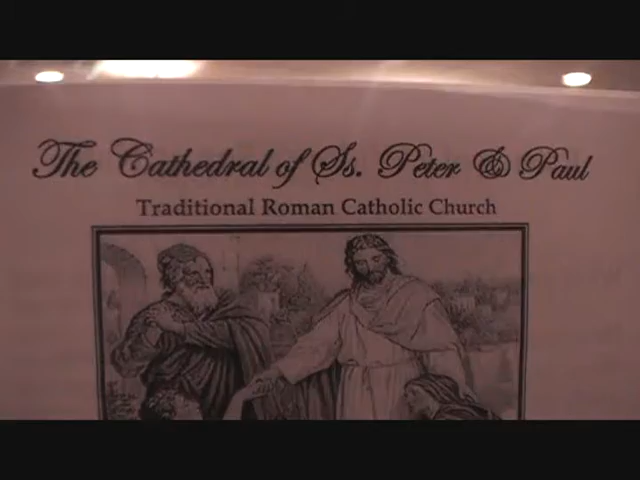 The Cathedral of Ss. Peter & Paul
Traditional Roman Catholic Church